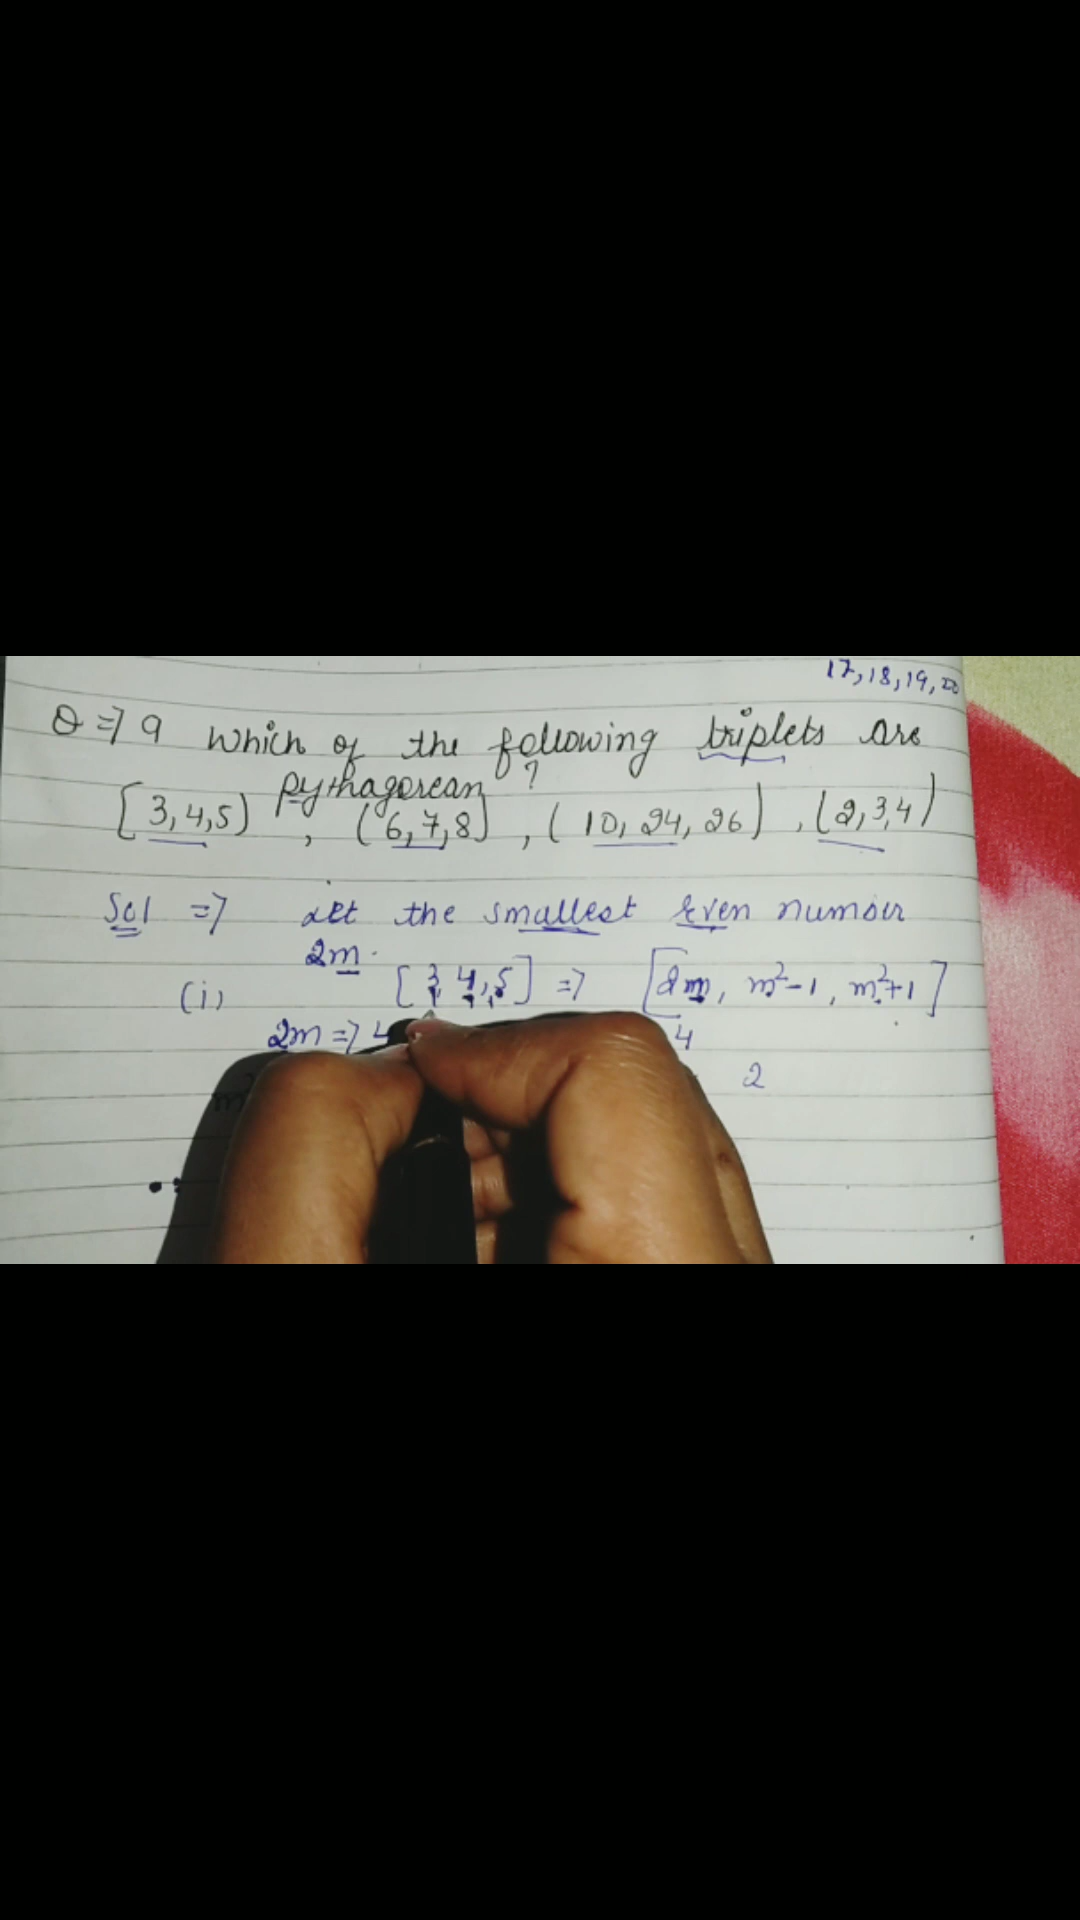 17,18,19,20
Q => 9 which of the following triplets are
pythagorean ?
[3,4,5) , (6,7,8] , ( 10, 24, 26 ) , (2,3,4)
Sol => Let the smallest Even number
2m.
(i) [3,4,5] => [2m, m²-1, m²+1]
2m => 4 4
2